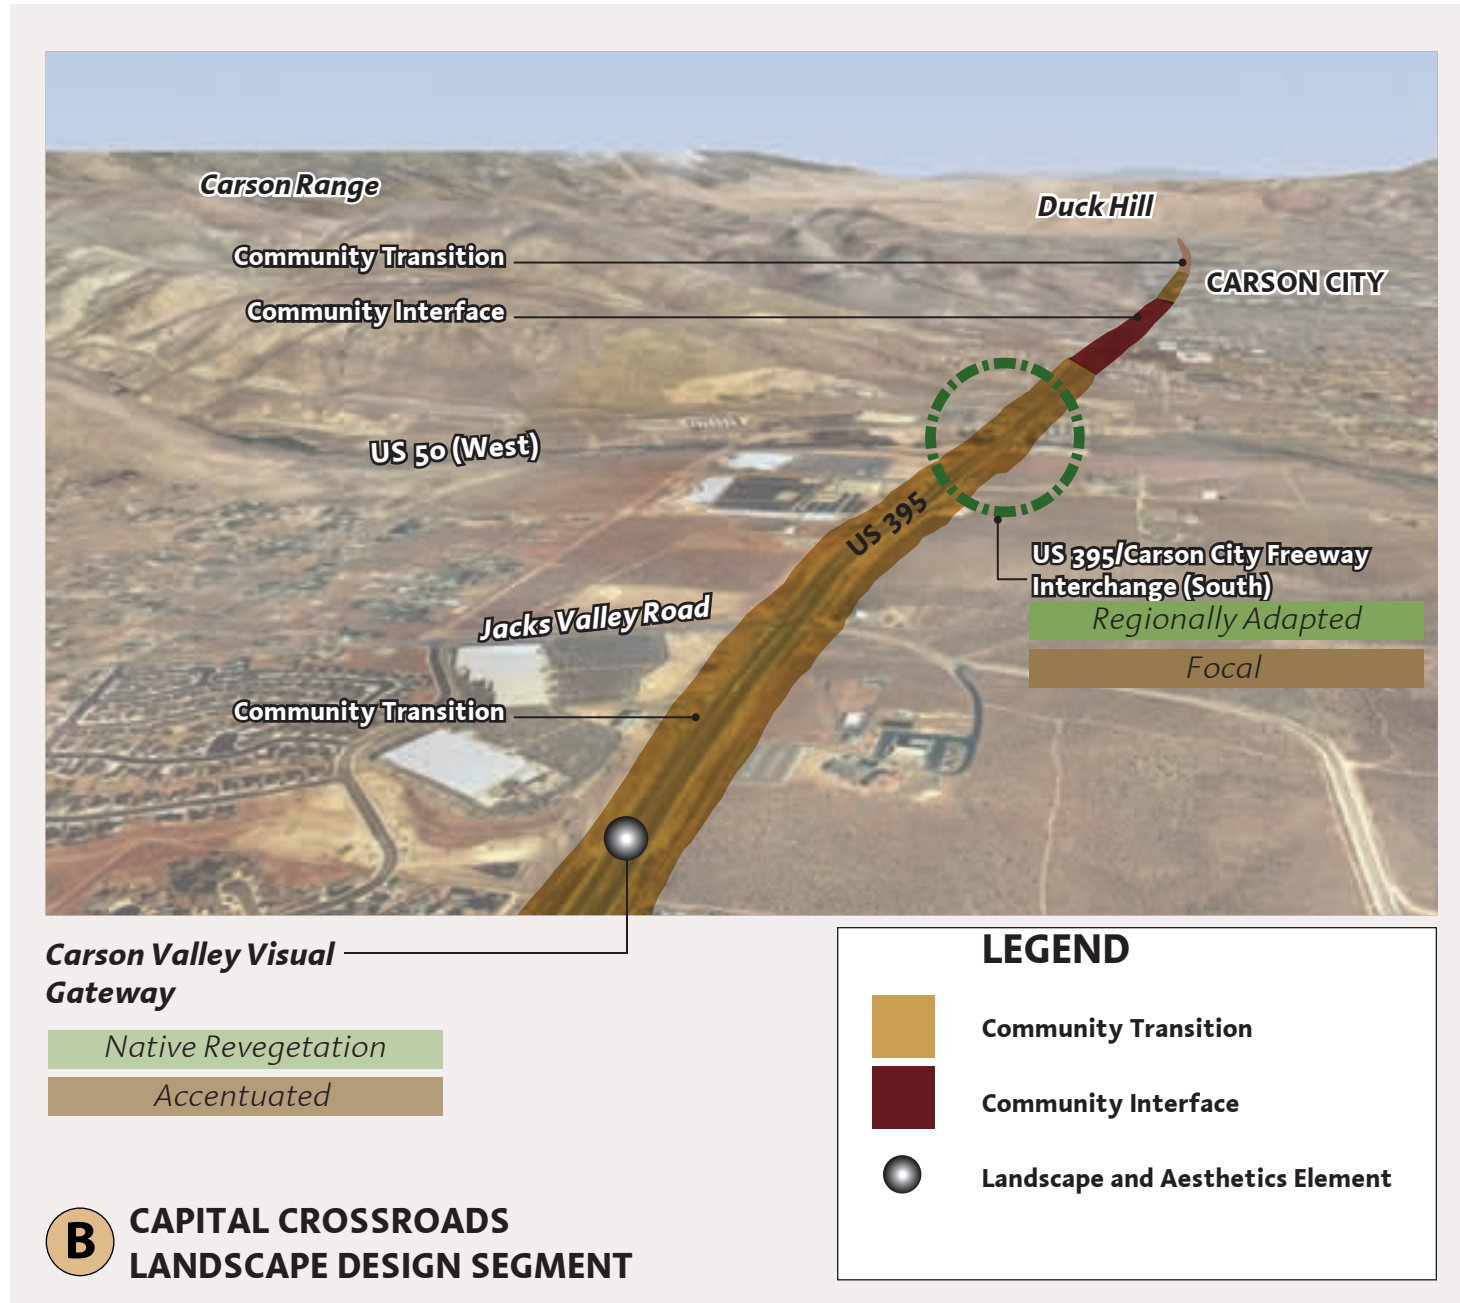 Carson Range
Duck Hill
Community Transition
CARSON CITY
Community Interface
US 50 (West)
US 395
US 395/Carson City Freeway
Interchange (South)
Regionally Adapted
Focal
Jacks Valley Road
Community Transition
Carson Valley Visual
Gateway
Native Revegetation
Accentuated
LEGEND
Community Transition
Community Interface
Landscape and Aesthetics Element
B
CAPITAL CROSSROADS
LANDSCAPE DESIGN SEGMENT